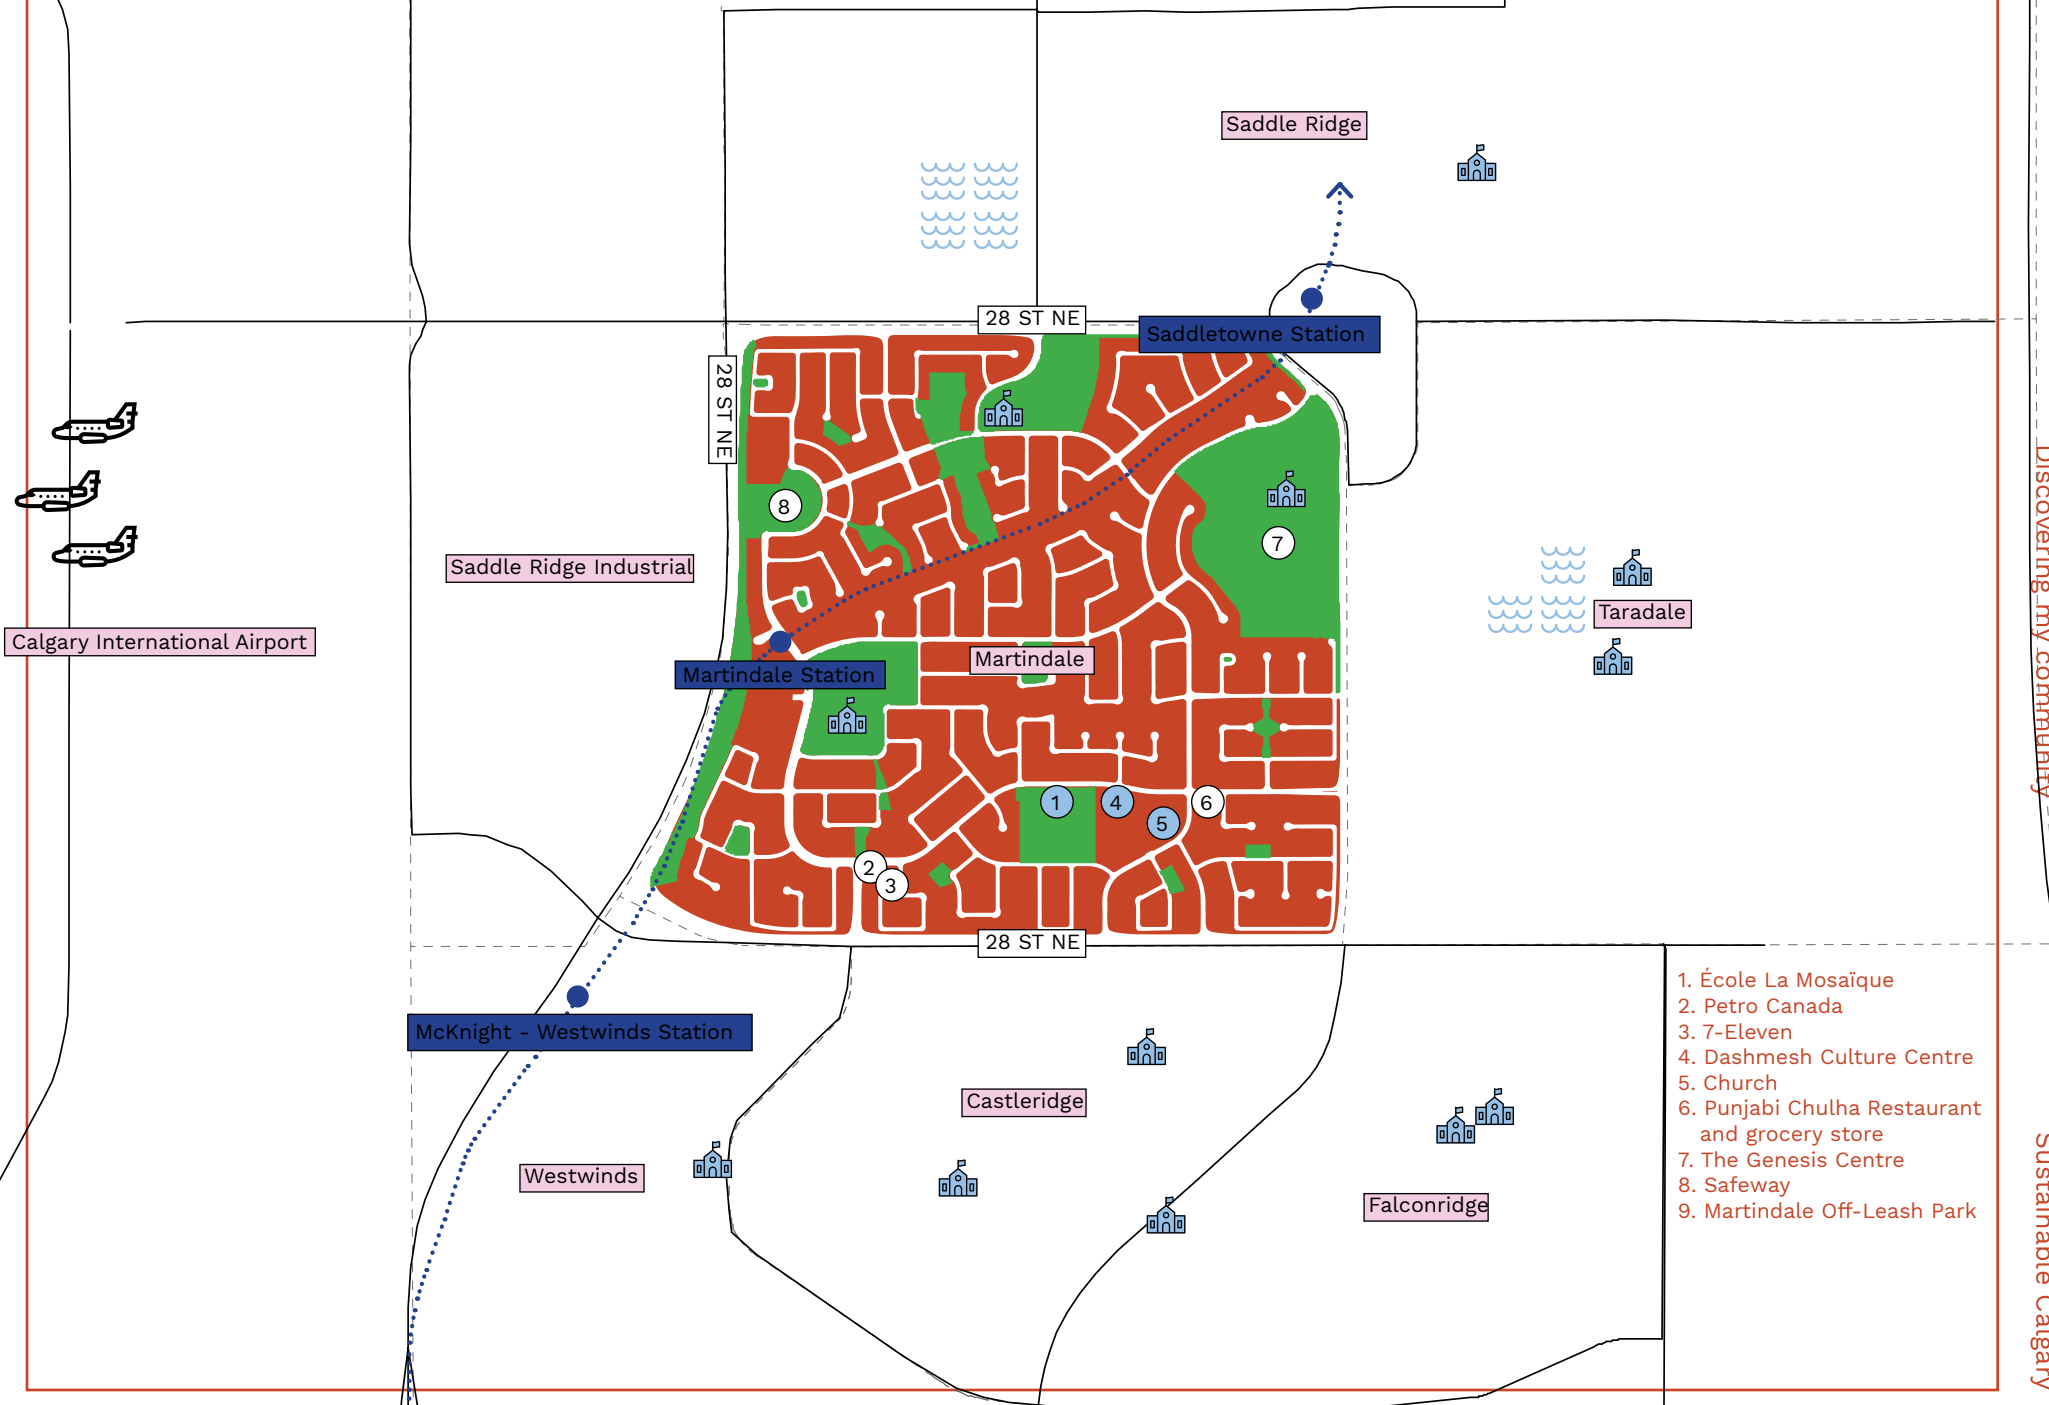 Saddle Ridge
28 ST NE
Saddletowne Station
28 ST NE
8
7
Saddle Ridge Industrial
Taradale
Calgary International Airport
Martindale
Martindale Station
1
4
6
5
2
3
28 ST NE
McKnight - Westwinds Station
Castleridge
Westwinds
Falconridge
1. École La Mosaïque
2. Petro Canada
3. 7-Eleven
4. Dashmesh Culture Centre
5. Church
6. Punjabi Chulha Restaurant
and grocery store
7. The Genesis Centre
8. Safeway
9. Martindale Off-Leash Park
Discovering my community
Sustainable Calgary